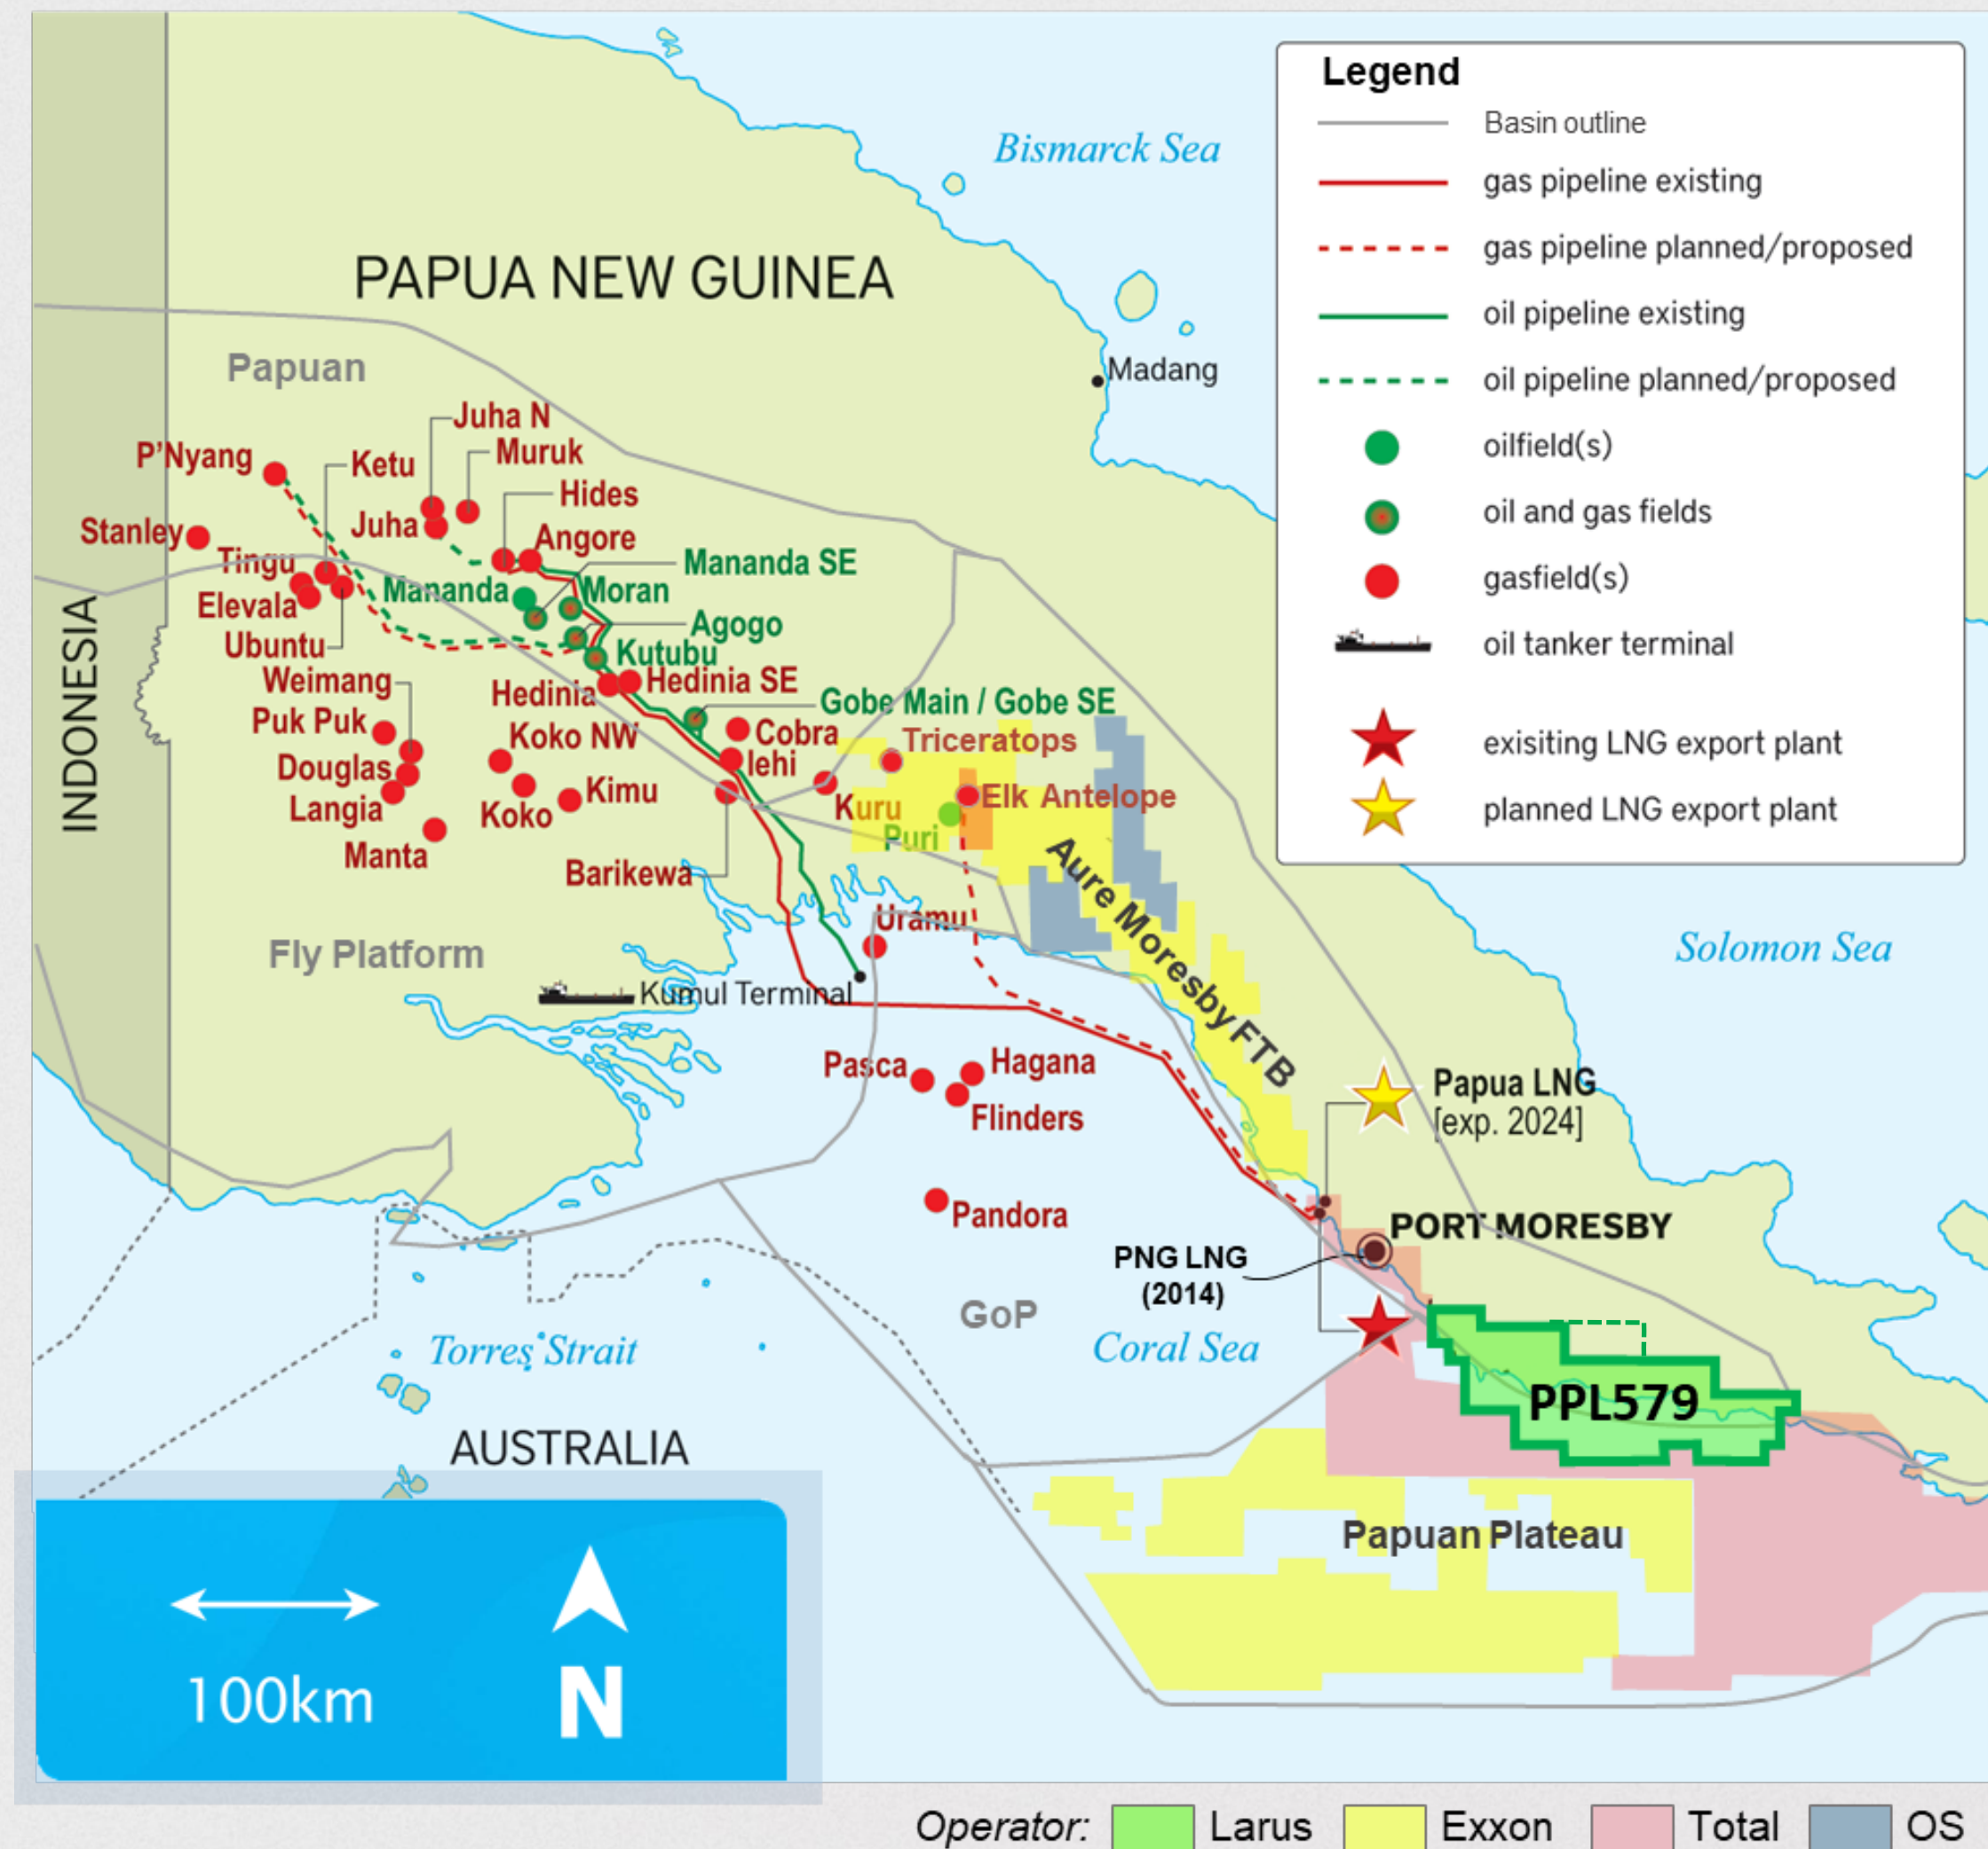 Legend
Basin outline
gas pipeline existing
gas pipeline planned/proposed
oil pipeline existing
oil pipeline planned/proposed
oilfield(s)
oil and gas fields
gasfield(s)
oil tanker terminal
exisiting LNG export plant
planned LNG export plant
Bismarck Sea
PAPUA NEW GUINEA
Madang
Papuan
Juha N
Muruk
P'Nyang
Ketu
Hides
Stanley
Juha
Angore
Tingu
Mananda SE
Mananda
Moran
Elevala
Agogo
Ubuntu
Kutubu
INDONESIA
Weimang
Hedinia
Hedinia SE
Gobe Main / Gobe SE
Puk Puk
Koko NW
Cobra
Triceratops
Douglas
Iehi
Langia
Koko
Kimu
Kuru
Elk Antelope
Puri
Manta
Barikewa
Aure Moresby FTB
Uramu
Fly Platform
Kumul Terminal
Solomon Sea
Pasca
Hagana
Flinders
Papua LNG
[exp. 2024]
Pandora
PORT MORESBY
PNG LNG
(2014)
GoP
Coral Sea
Torres Strait
PPL579
AUSTRALIA
Papuan Plateau
100km
N
Operator: Larus Exxon Total OS